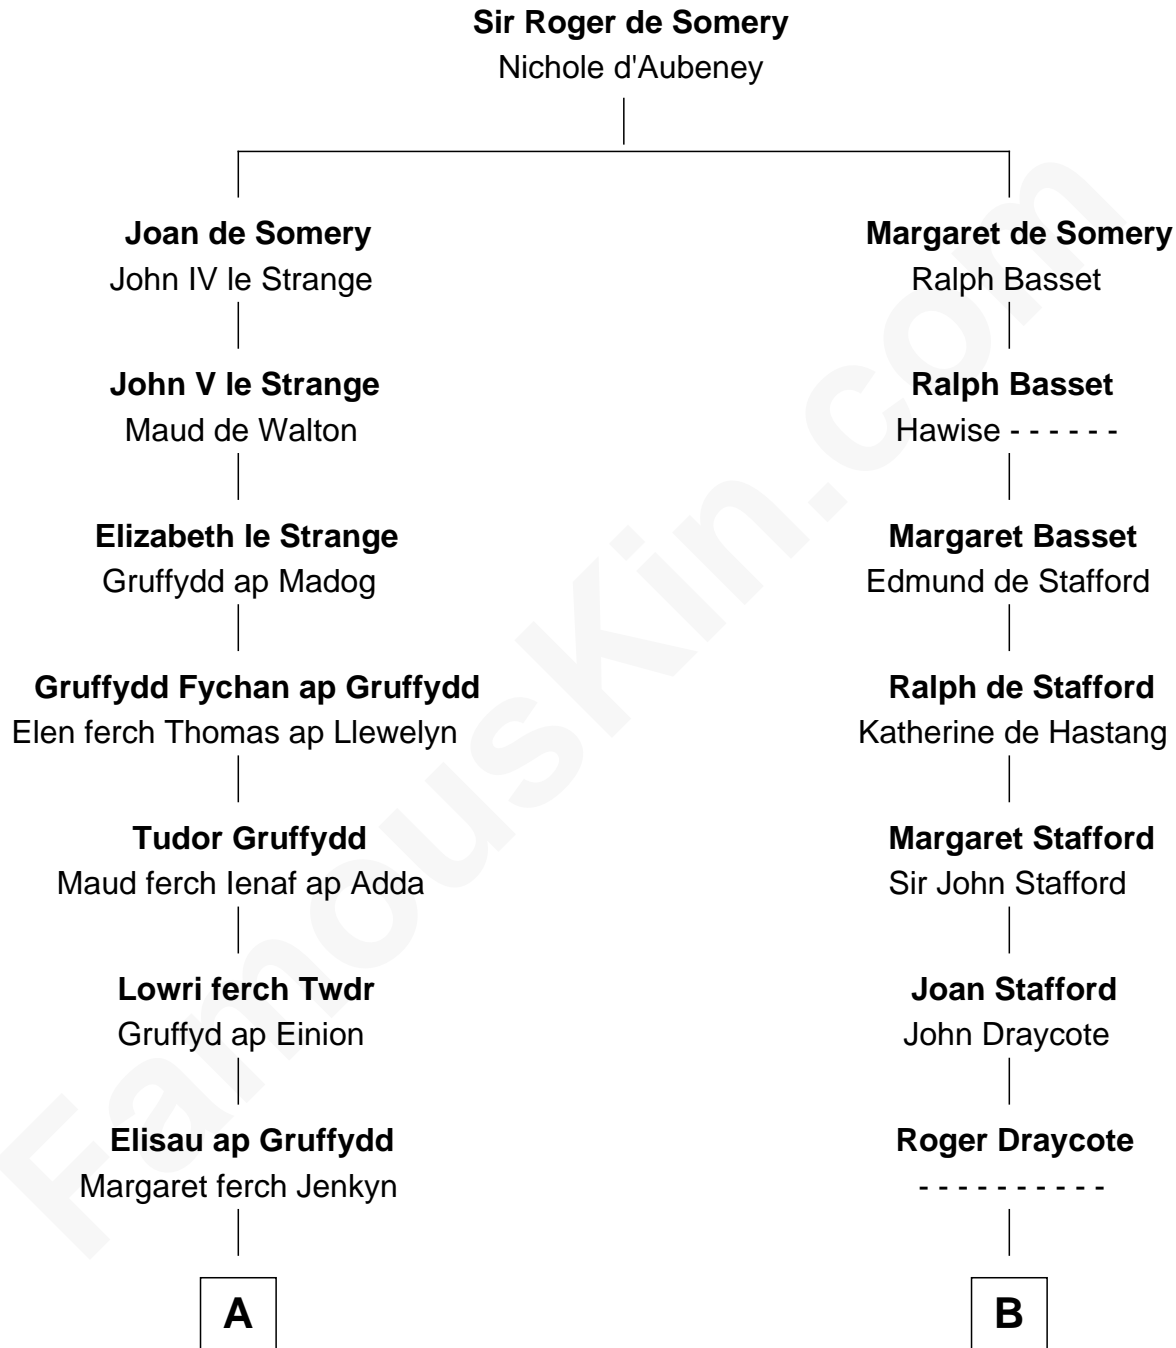 Sir Roger de Somery
Nichole d'Aubeney
Joan de Somery
John IV le Strange
Margaret de Somery
Ralph Basset
John V le Strange
Maud de Walton
Ralph Basset
Hawise - - - - - -
Elizabeth le Strange
Gruffydd ap Madog
Margaret Basset
Edmund de Stafford
Gruffydd Fychan ap Gruffydd
Elen ferch Thomas ap Llewelyn
Ralph de Stafford
Katherine de Hastang
Tudor Gruffydd
Maud ferch Ienaf ap Adda
Margaret Stafford
Sir John Stafford
Lowri ferch Twdr
Gruffyd ap Einion
Joan Stafford
John Draycote
Elisau ap Gruffydd
Margaret ferch Jenkyn
Roger Draycote
- - - - - - - - - -
A
B
FamousKin.com